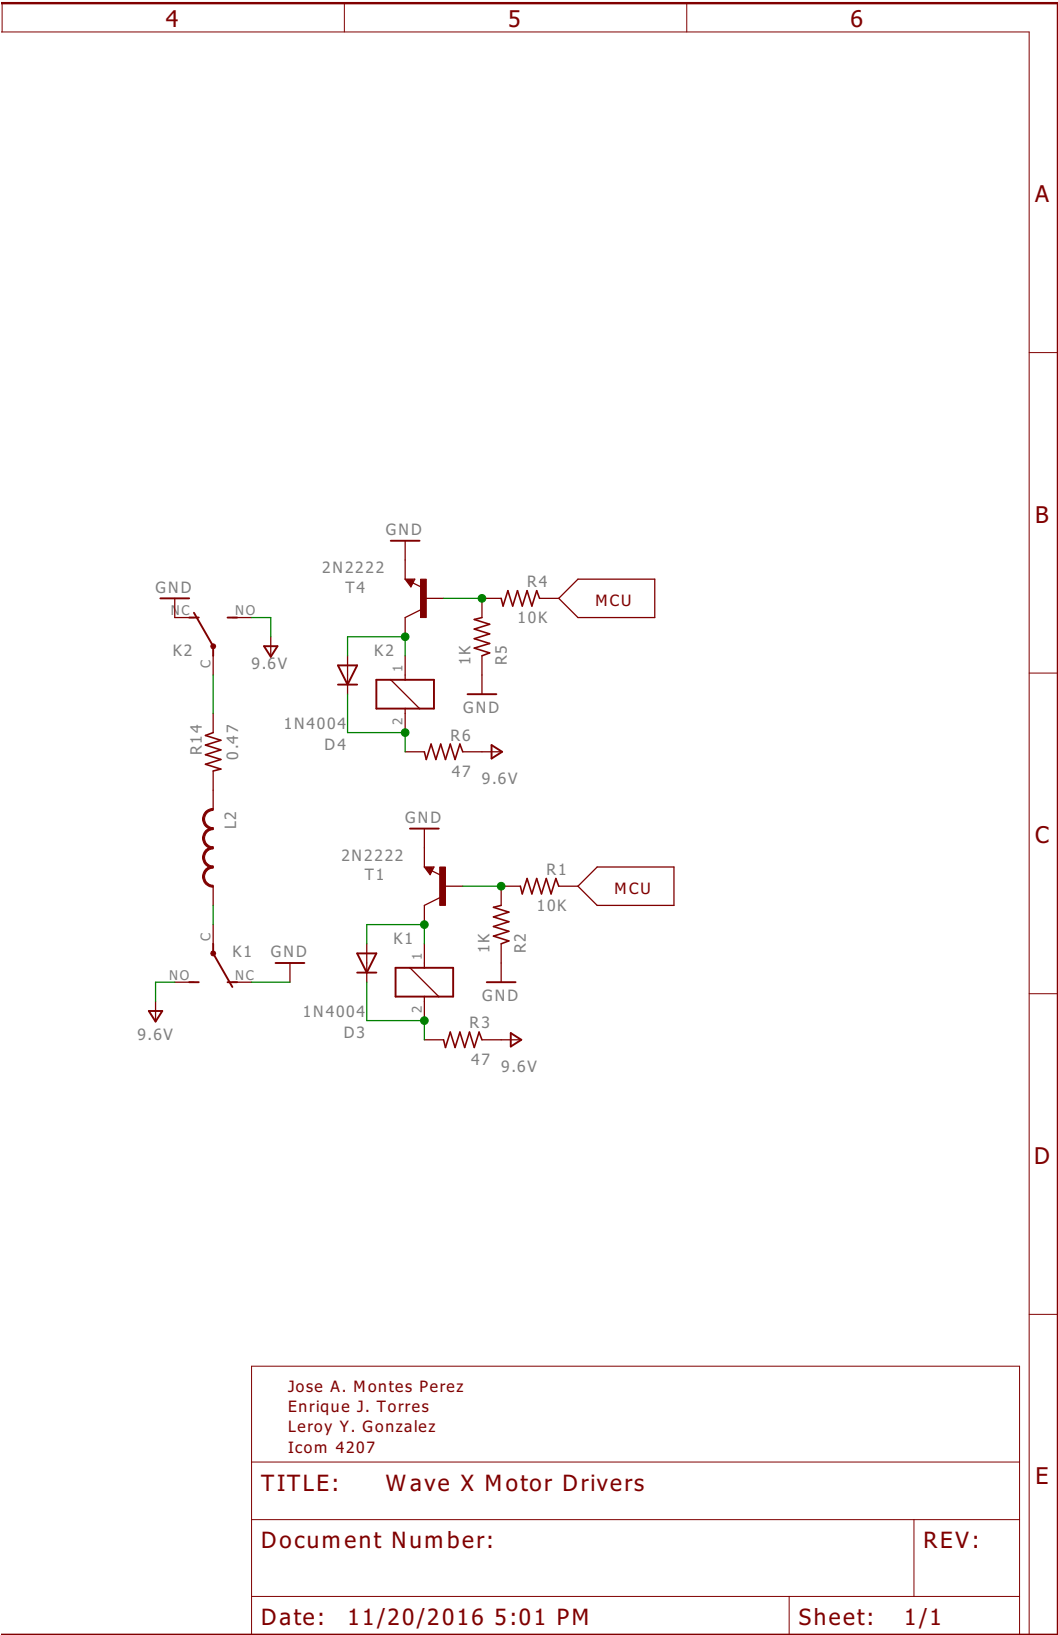 4 5 6
A
B
C
D
E
GND
2N2222
T4
R4
MCU
10K
GND
NC
NO
K2
C
9.6V
K2
1
1K
R5
GND
2
1N4004
D4
R6
47
9.6V
R14
0.47
L2
GND
2N2222
T1
R1
MCU
10K
C
K1
GND
NO
NC
9.6V
K1
1
1K
R2
GND
2
1N4004
D3
R3
47
9.6V
Jose A. Montes Perez
Enrique J. Torres
Leroy Y. Gonzalez
Icom 4207
TITLE: Wave X Motor Drivers
Document Number:
REV:
Date: 11/20/2016 5:01 PM
Sheet: 1/1